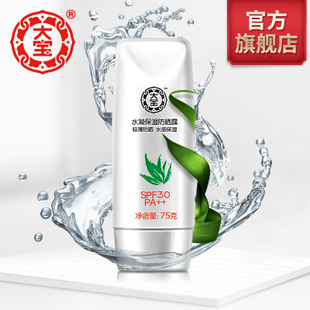 大宝®
官方
旗舰店
大宝
水凝保湿防晒露
轻薄防晒 水润保湿
SPF30
PA++
净含量:75克